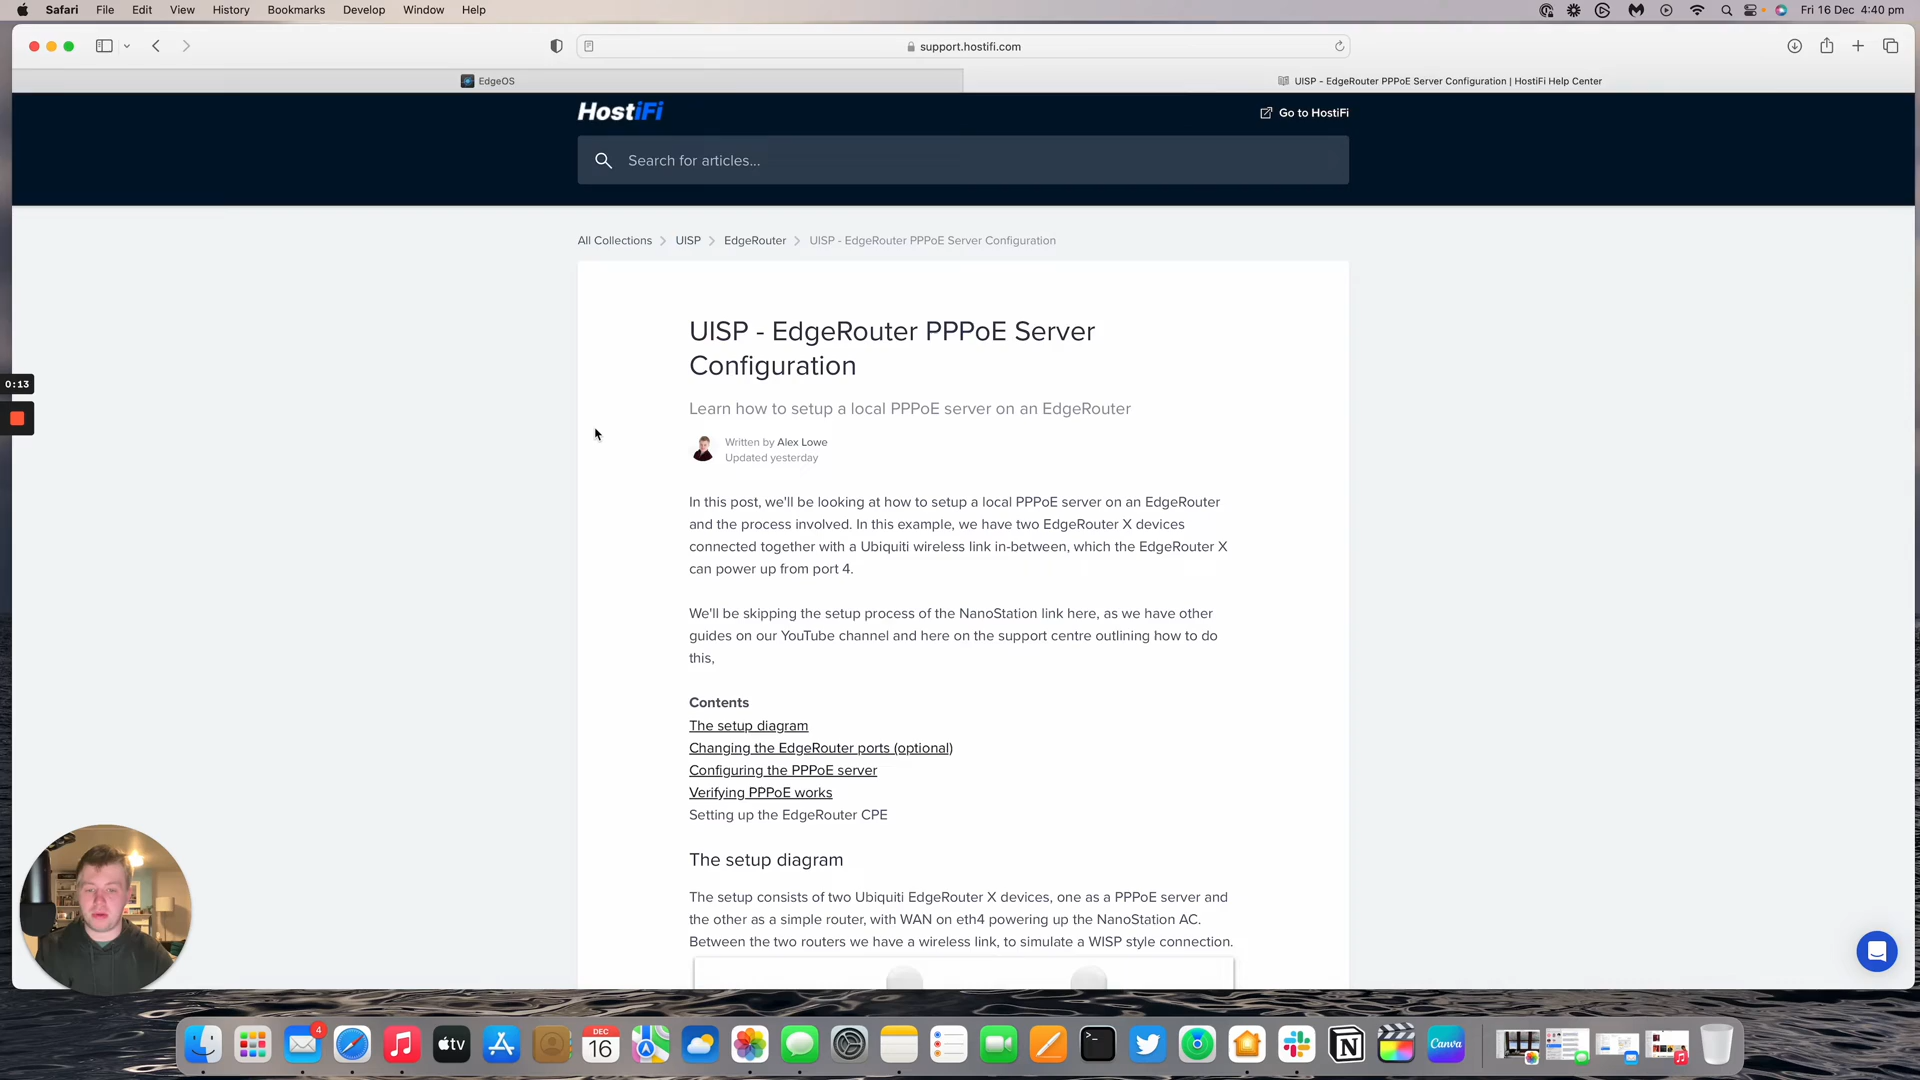 Safari File Edit View History Bookmarks Develop Window Help Fri 16 Dec 4:40 pm
support.hostifi.com
EdgeOS
UISP - EdgeRouter PPPoE Server Configuration | HostiFi Help Center
HostiFi
Go to HostiFi
Search for articles...
All Collections UISP EdgeRouter UISP - EdgeRouter PPPoE Server Configuration
UISP - EdgeRouter PPPoE Server
Configuration
Learn how to setup a local PPPoE server on an EdgeRouter
0:13
Written by Alex Lowe
Updated yesterday
In this post, we'll be looking at how to setup a local PPPoE server on an EdgeRouter
and the process involved. In this example, we have two EdgeRouter X devices
connected together with a Ubiquiti wireless link in-between, which the EdgeRouter X
can power up from port 4.
We'll be skipping the setup process of the NanoStation link here, as we have other
guides on our YouTube channel and here on the support centre outlining how to do
this,
Contents
The setup diagram
Changing the EdgeRouter ports (optional)
Configuring the PPPoE server
Verifying PPPoE works
Setting up the EdgeRouter CPE
The setup diagram
The setup consists of two Ubiquiti EdgeRouter X devices, one as a PPPoE server and
the other as a simple router, with WAN on eth4 powering up the NanoStation AC.
Between the two routers we have a wireless link, to simulate a WISP style connection.
4
tv
DEC
16
Canva